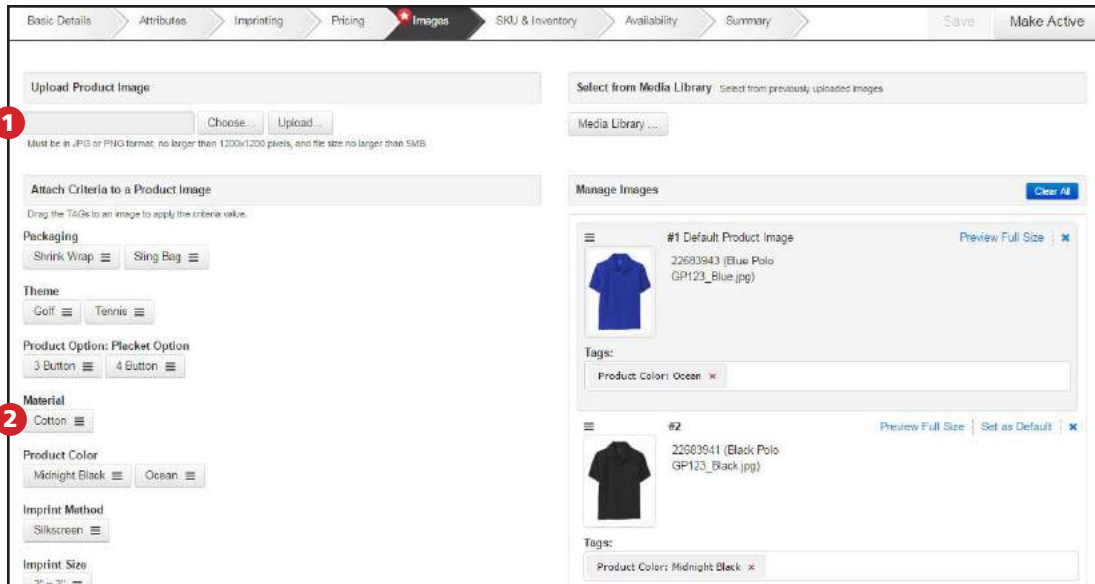 Basic Details Attributes Imprinting Pricing Images SKU & Inventory Availability Summary Save Make Active
Upload Product Image
1
Choose... Upload...
Must be in JPG or PNG format, no larger than 1200x1200 pixels, and file size no larger than 5MB
Select from Media Library Select from previously uploaded images
Media Library ...
Attach Criteria to a Product Image
Drag the TAGs to an image to apply the criteria value.
Packaging
Shrink Wrap Sling Bag
Theme
Golf Tennis
Product Option: Placket Option
3 Button 4 Button
Material
2
Cotton
Product Color
Midnight Black Ocean
Imprint Method
Silkscreen
Imprint Size
Manage Images Clear All
#1 Default Product Image Preview Full Size
22683943 (Blue Polo
GP123_Blue.jpg)
Tags:
Product Color: Ocean
#2 Preview Full Size Set as Default
22683941 (Black Polo
GP123_Black.jpg)
Tags:
Product Color: Midnight Black